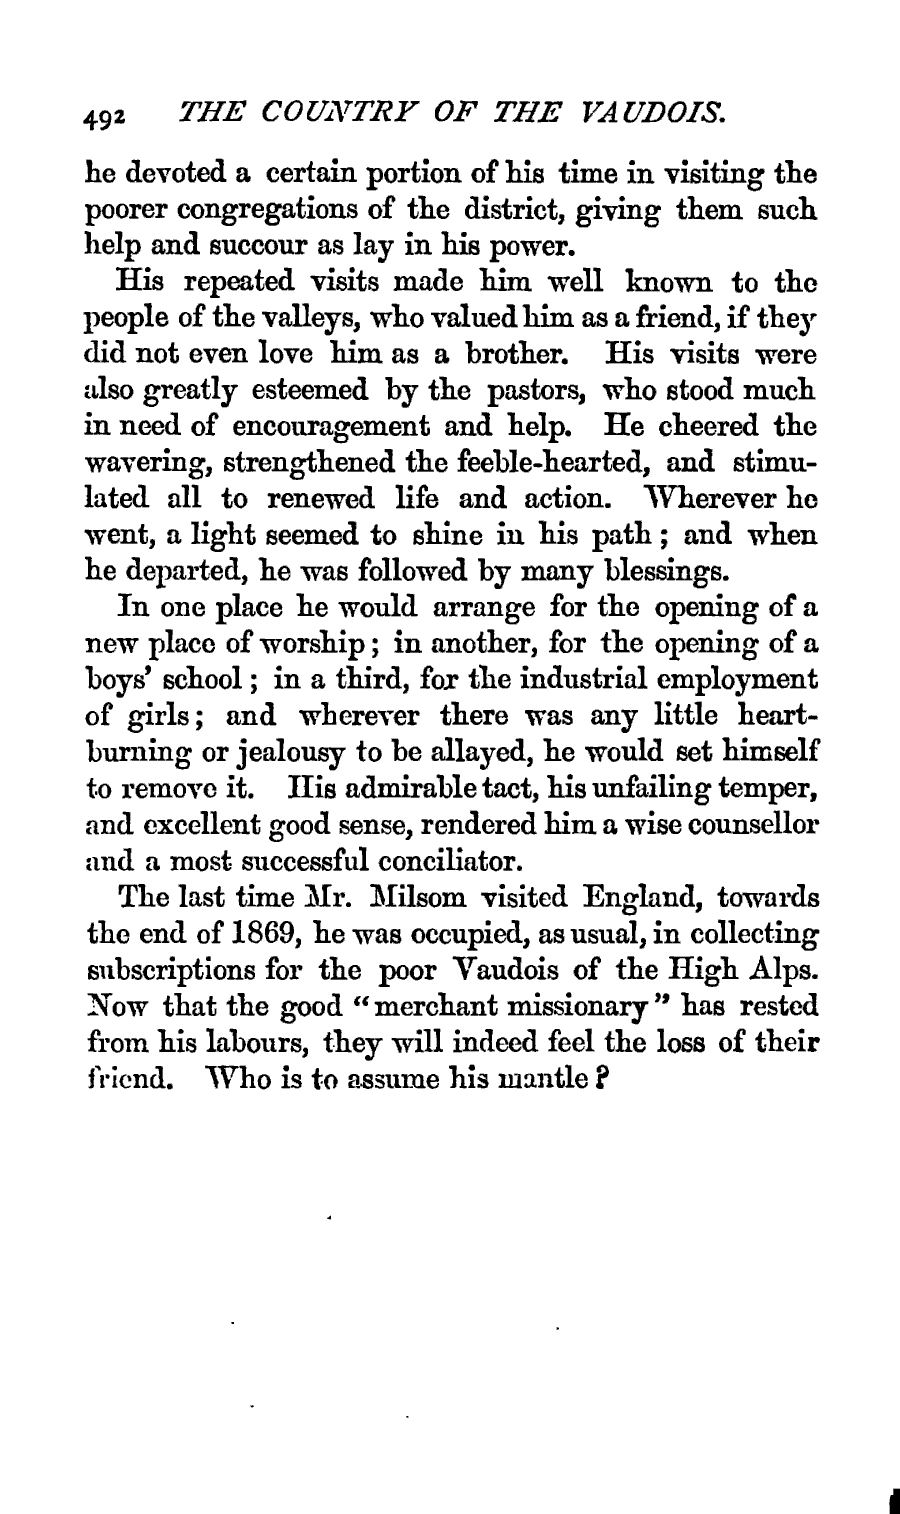 492 THE COUNTRY OF THE VAUDOIS.
he devoted a certain portion of his time in visiting the
poorer congregations of the district, giving them such
help and succour as lay in his power.
His repeated visits made him well known to the
people of the valleys, who valued him as a friend, if they
did not even love him as a brother. His visits were
also greatly esteemed by the pastors, who stood much
in need of encouragement and help. He cheered the
wavering, strengthened the feeble-hearted, and stimu-
lated all to renewed life and action. Wherever he
went, a light seemed to shine in his path; and when
he departed, he was followed by many blessings.
In one place he would arrange for the opening of a
new place of worship; in another, for the opening of a
boys' school; in a third, for the industrial employment
of girls; and wherever there was any little heart-
burning or jealousy to be allayed, he would set himself
to remove it. His admirable tact, his unfailing temper,
and excellent good sense, rendered him a wise counsellor
and a most successful conciliator.
The last time Mr. Milsom visited England, towards
the end of 1869, he was occupied, as usual, in collecting
subscriptions for the poor Vaudois of the High Alps.
Now that the good "merchant missionary" has rested
from his labours, they will indeed feel the loss of their
friend. Who is to assume his mantle?